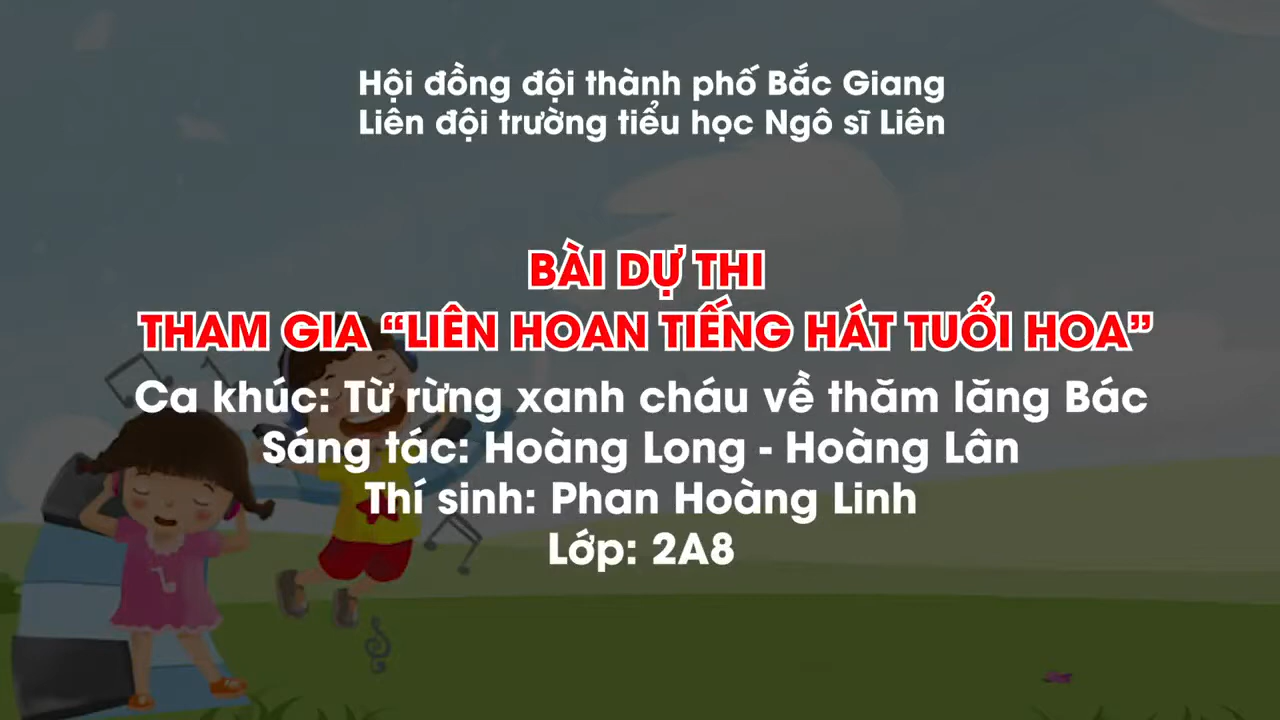 Hội đồng đội thành phố Bắc Giang
Liên đội trường tiểu học Ngô sĩ Liên
BÀI DỰ THI
THAM GIA “LIÊN HOAN TIẾNG HÁT TUỔI HOA”
Ca khúc: Từ rừng xanh cháu về thăm lăng Bác
Sáng tác: Hoàng Long - Hoàng Lân
Thí sinh: Phan Hoàng Linh
Lớp: 2A8